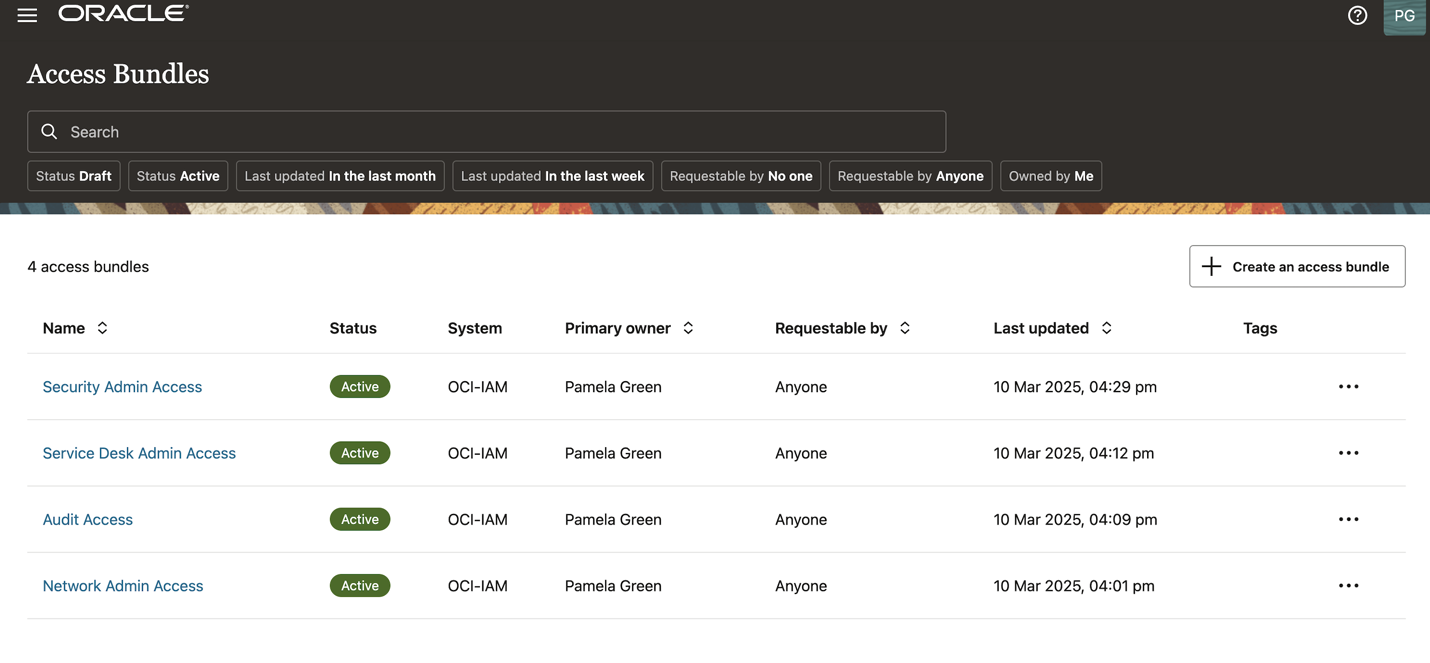 ORACLE®
PG
Access Bundles
Search
Status Draft Status Active Last updated In the last month Last updated In the last week Requestable by No one Requestable by Anyone Owned by Me
4 access bundles
Create an access bundle
Name Status System Primary owner Requestable by Last updated Tags
Security Admin Access Active OCI-IAM Pamela Green Anyone 10 Mar 2025, 04:29 pm
Service Desk Admin Access Active OCI-IAM Pamela Green Anyone 10 Mar 2025, 04:12 pm
Audit Access Active OCI-IAM Pamela Green Anyone 10 Mar 2025, 04:09 pm
Network Admin Access Active OCI-IAM Pamela Green Anyone 10 Mar 2025, 04:01 pm